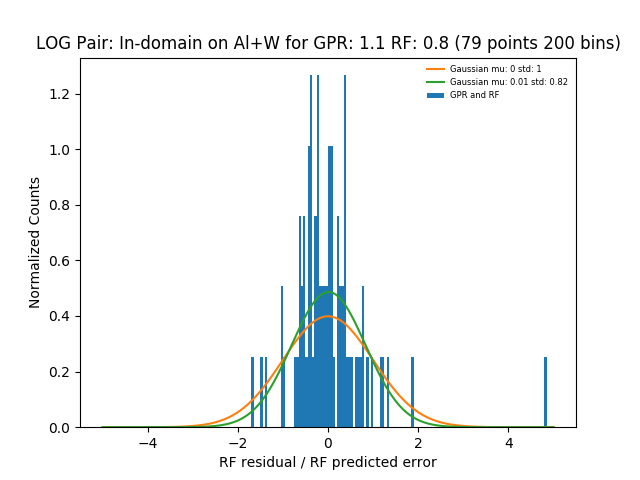 LOG Pair: In-domain on Al+W for GPR: 1.1 RF: 0.8 (79 points 200 bins)
Gaussian mu: 0 std: 1
Gaussian mu: 0.01 std: 0.82
GPR and RF
Normalized Counts
1.2
1.0
0.8
0.6
0.4
0.2
0.0
−4 −2 0 2 4
RF residual / RF predicted error